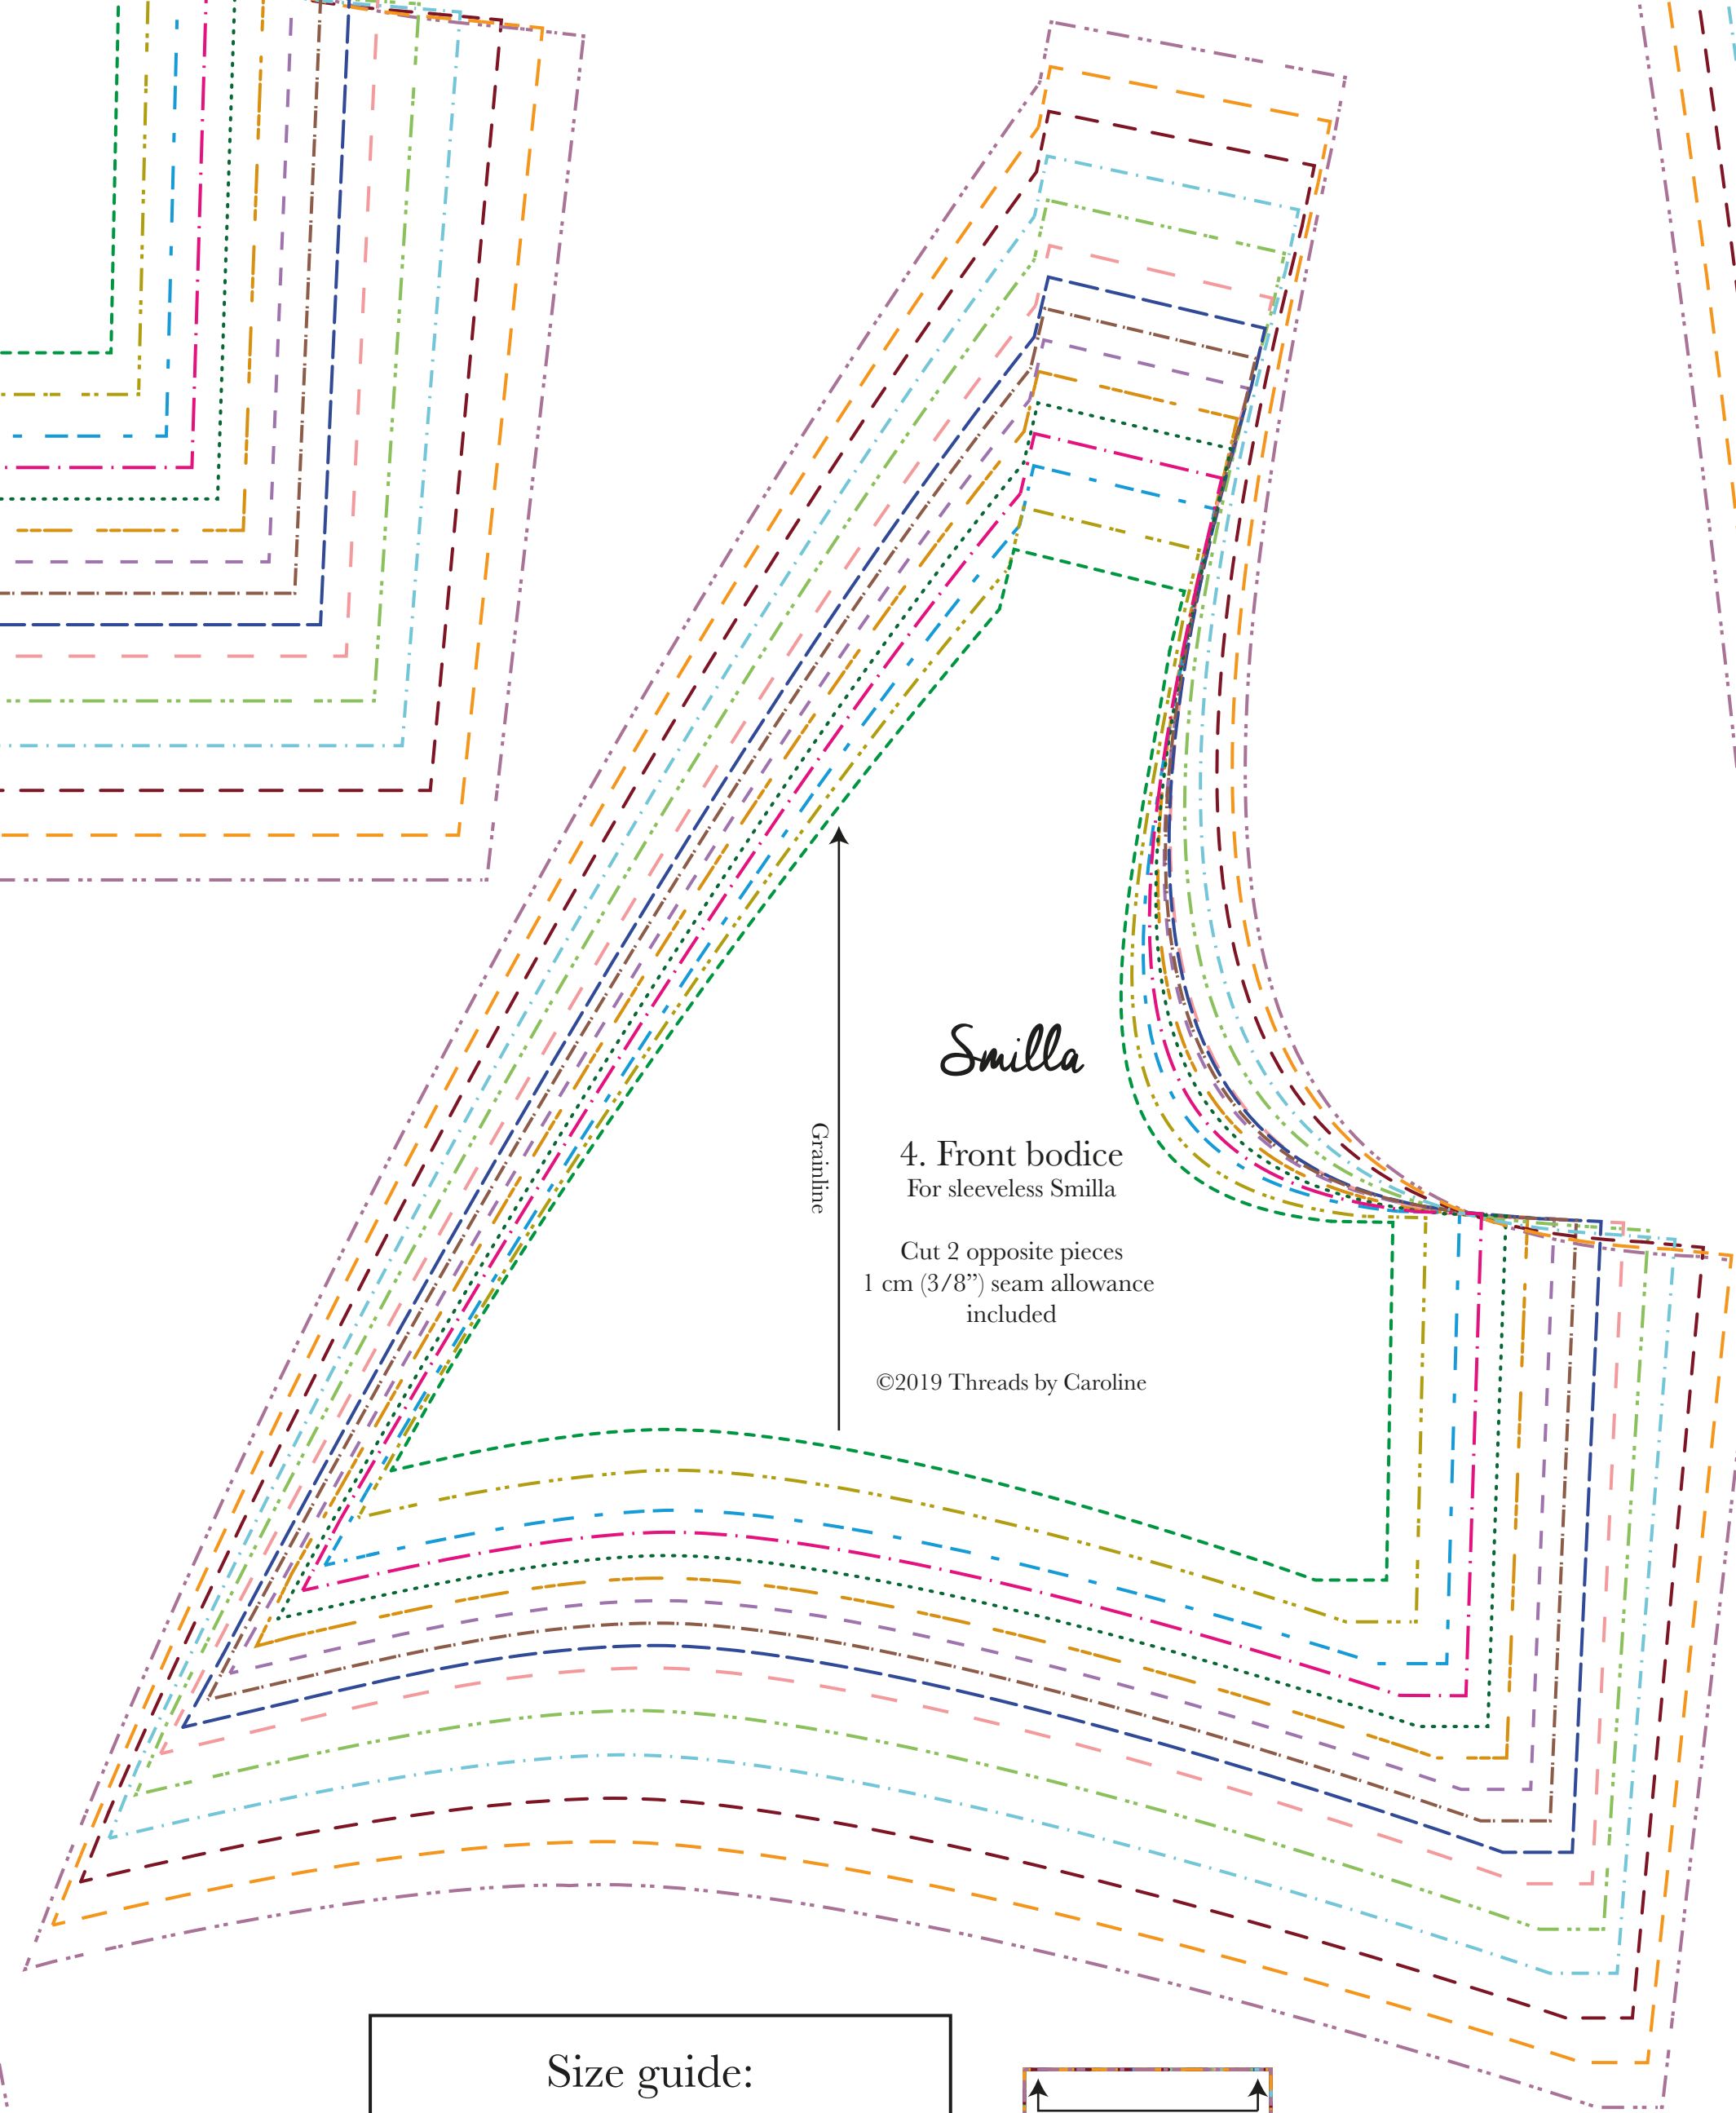 Smilla
Grainline
4. Front bodice
For sleeveless Smilla
Cut 2 opposite pieces
1 cm (3/8”) seam allowance
included
©2019 Threads by Caroline
Size guide: